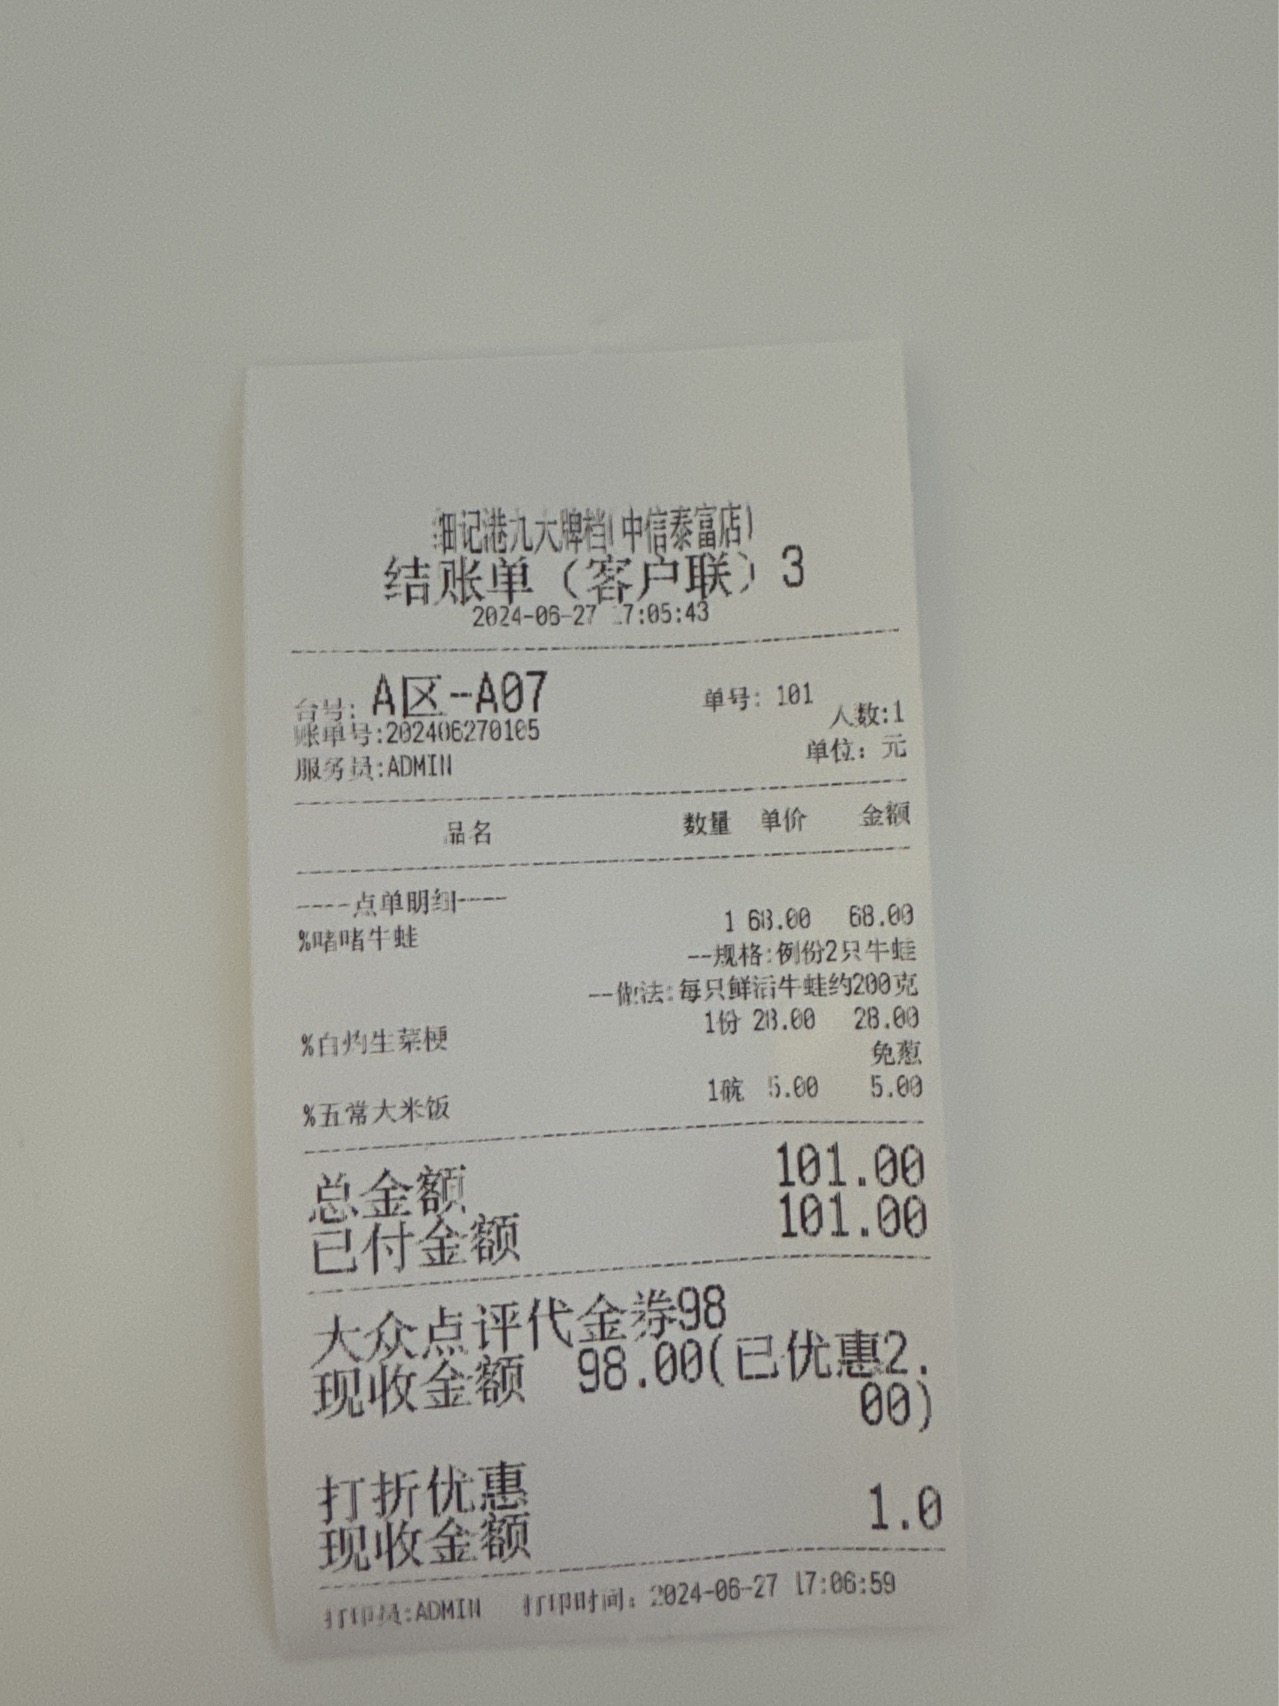 细记港九大牌档(中信泰富店)
结账单（客户联）3
2024-06-27 17:05:43
台号: A区-A07 单号: 101
人数:1
账单号:202406270105
单位: 元
服务员:ADMIN
品名 数量 单价 金额
----点单明细----
%啫啫牛蛙 1 68.00 68.00
--规格:例份2只牛蛙
--做法:每只鲜活牛蛙约200克
%白灼生菜梗 1份 28.00 28.00
免葱
%五常大米饭 1碗 5.00 5.00
总金额 101.00
已付金额 101.00
大众点评代金券98
现收金额 98.00(已优惠2.
00)
打折优惠
现收金额 1.0
打印员:ADMIN 打印时间: 2024-06-27 17:06:59